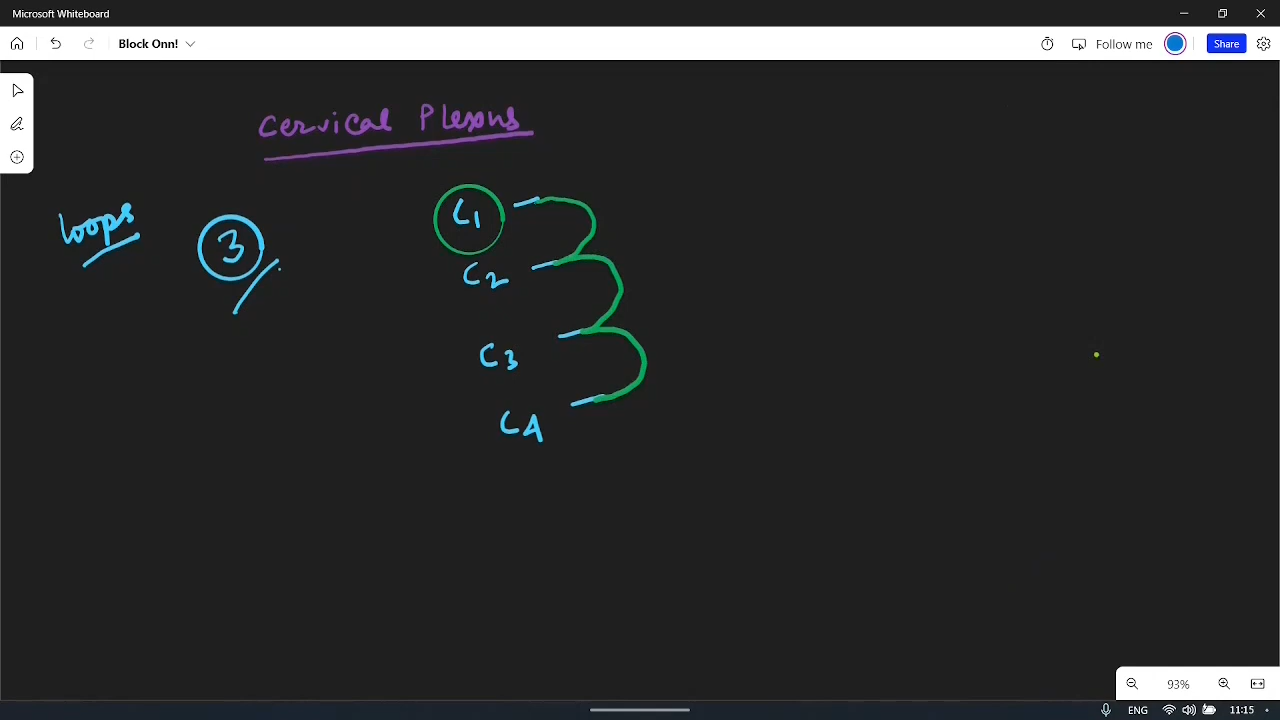 Microsoft Whiteboard
Block Onn!
Follow me
Share
Cervical Plexus
Loops
3
C1
C2
C3
C4
93%
ENG
11:15